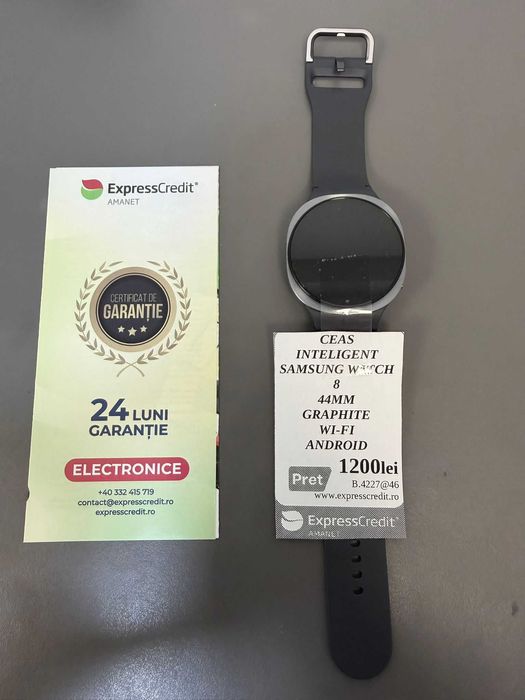 ExpressCredit®
AMANET
CERTIFICAT DE
GARANȚIE
24 LUNI
GARANȚIE
ELECTRONICE
+40 332 415 719
contact@expresscredit.ro
expresscredit.ro
CEAS
INTELIGENT
SAMSUNG WATCH
8
44MM
GRAPHITE
WI-FI
ANDROID
Pret 1200lei
B.4227@46
www.expresscredit.ro
ExpressCredit®
AMANET